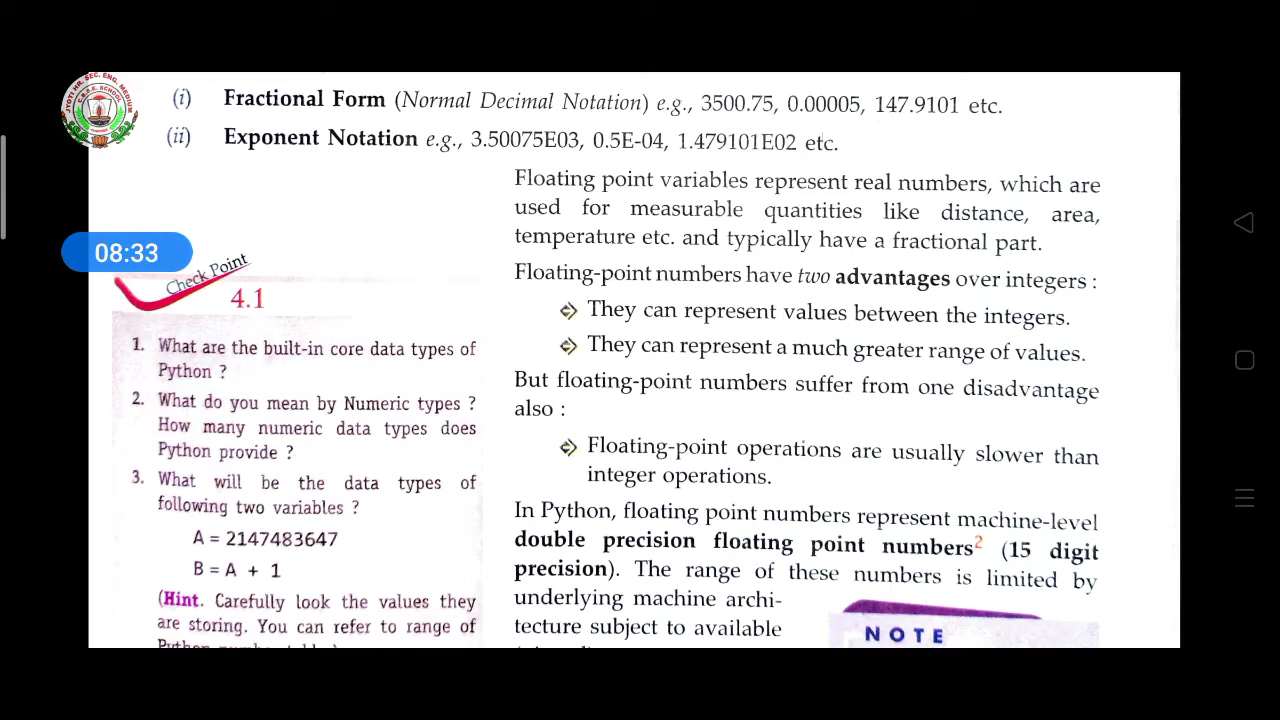 (i) Fractional Form (Normal Decimal Notation) e.g., 3500.75, 0.00005, 147.9101 etc.
(ii) Exponent Notation e.g., 3.50075E03, 0.5E-04, 1.479101E02 etc.
Floating point variables represent real numbers, which are
used for measurable quantities like distance, area,
temperature etc. and typically have a fractional part.
Floating-point numbers have two advantages over integers :
They can represent values between the integers.
They can represent a much greater range of values.
But floating-point numbers suffer from one disadvantage
also :
Floating-point operations are usually slower than
integer operations.
In Python, floating point numbers represent machine-level
double precision floating point numbers2 (15 digit
precision). The range of these numbers is limited by
underlying machine archi-
tecture subject to available
NOTE
08:33
Check Point
4.1
1. What are the built-in core data types of
Python ?
2. What do you mean by Numeric types ?
How many numeric data types does
Python provide ?
3. What will be the data types of
following two variables ?
A = 2147483647
B = A + 1
(Hint. Carefully look the values they
are storing. You can refer to range of
JYOTI HR. SEC. ENG. MEDIUM
C.B.S.E. SCHOOL